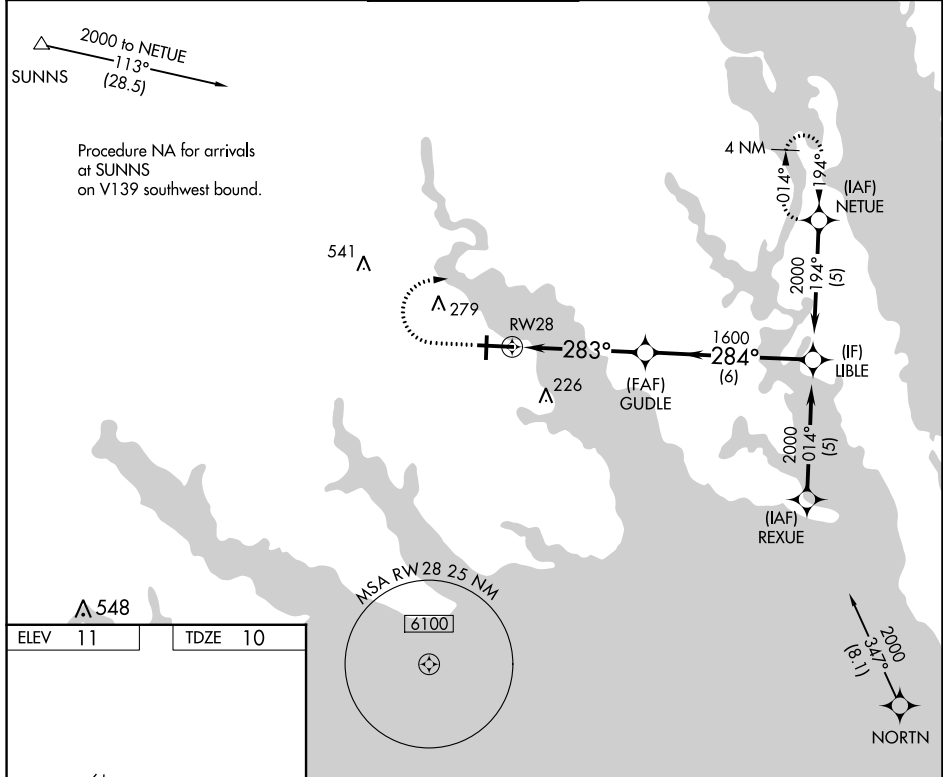 2000 to NETUE
113°
(28.5)
SUNNS
Procedure NA for arrivals
at SUNNS
on V139 southwest bound.
4 NM
014°
194°
(IAF)
NETUE
2000
194°
(5)
541
279
RW28
283°
(FAF)
GUDLE
1600
284°
(6)
(IF)
LIBLE
226
2000
014°
(5)
(IAF)
REXUE
MSA RW 28 25 NM
6100
548
ELEV 11
TDZE 10
2000
347°
(8.1)
NORTN